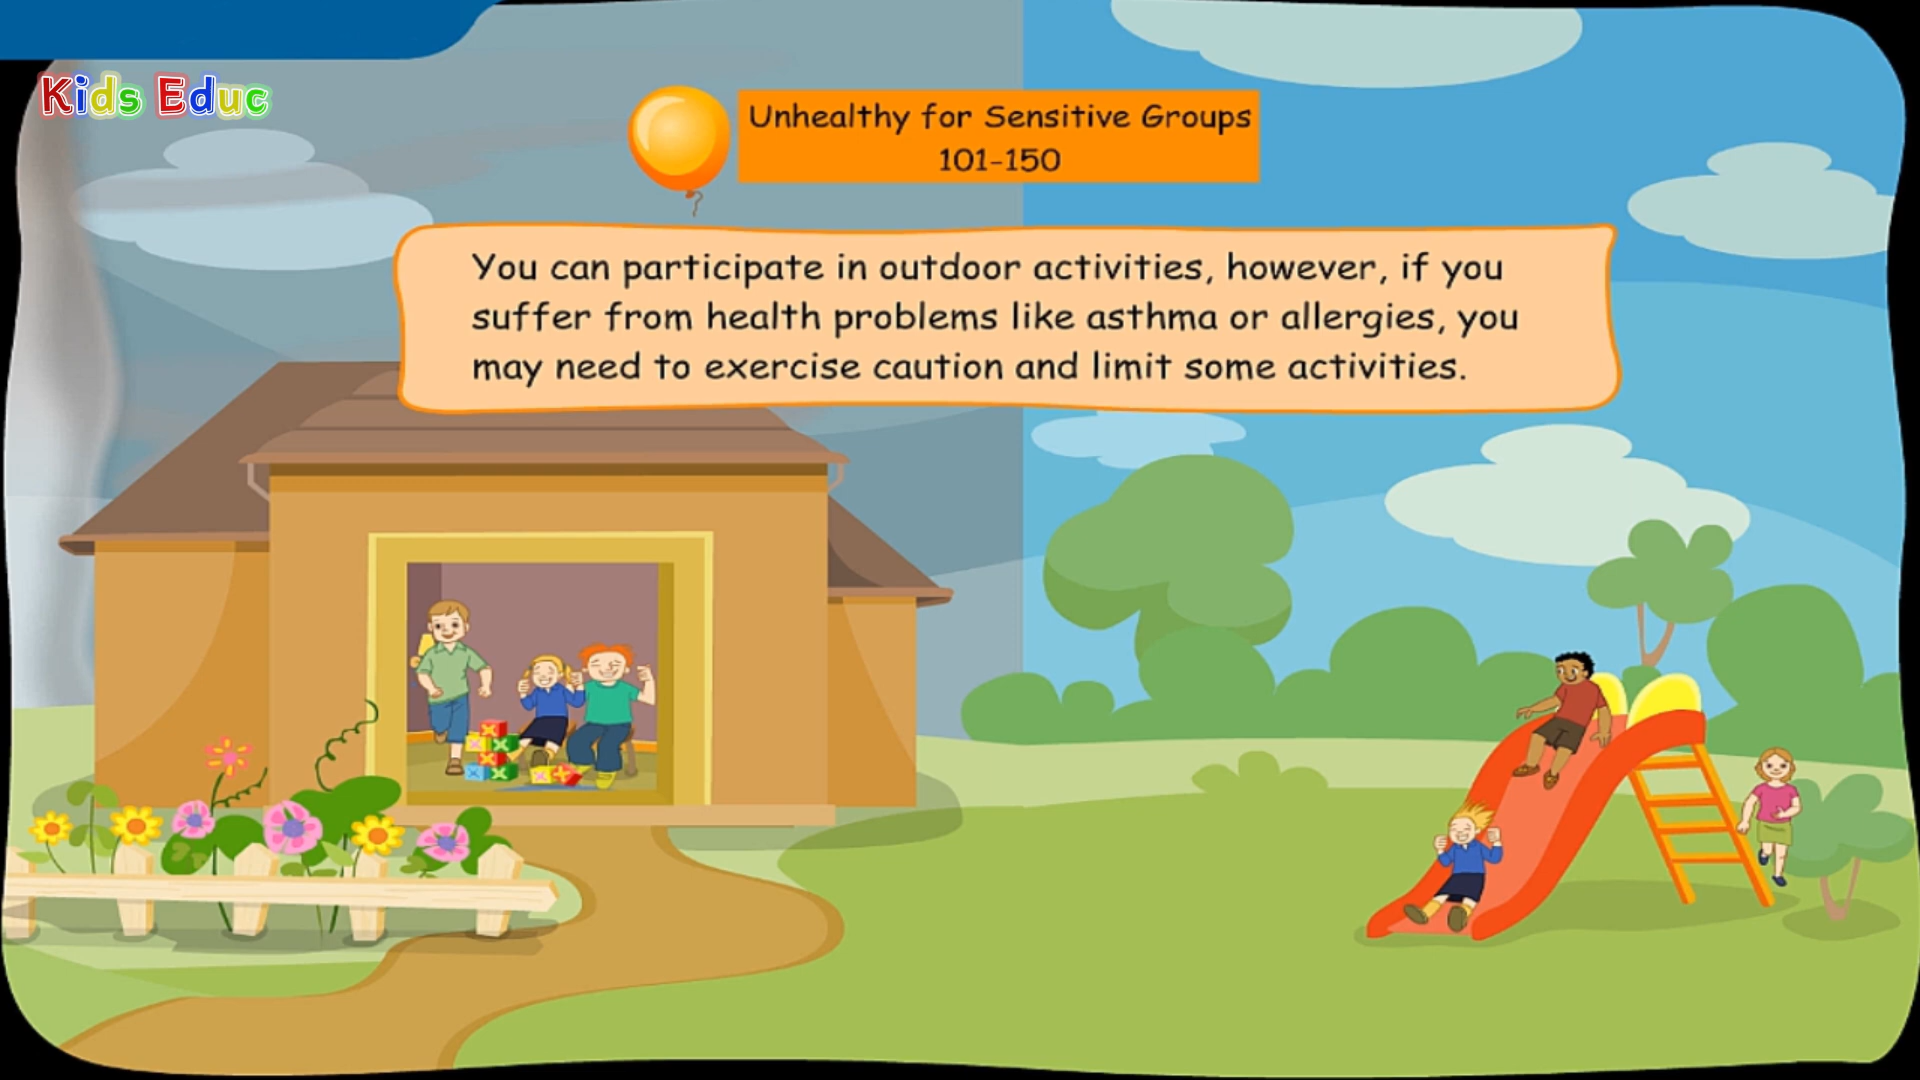 Kids Educ
Unhealthy for Sensitive Groups
101-150
You can participate in outdoor activities, however, if you
suffer from health problems like asthma or allergies, you
may need to exercise caution and limit some activities.